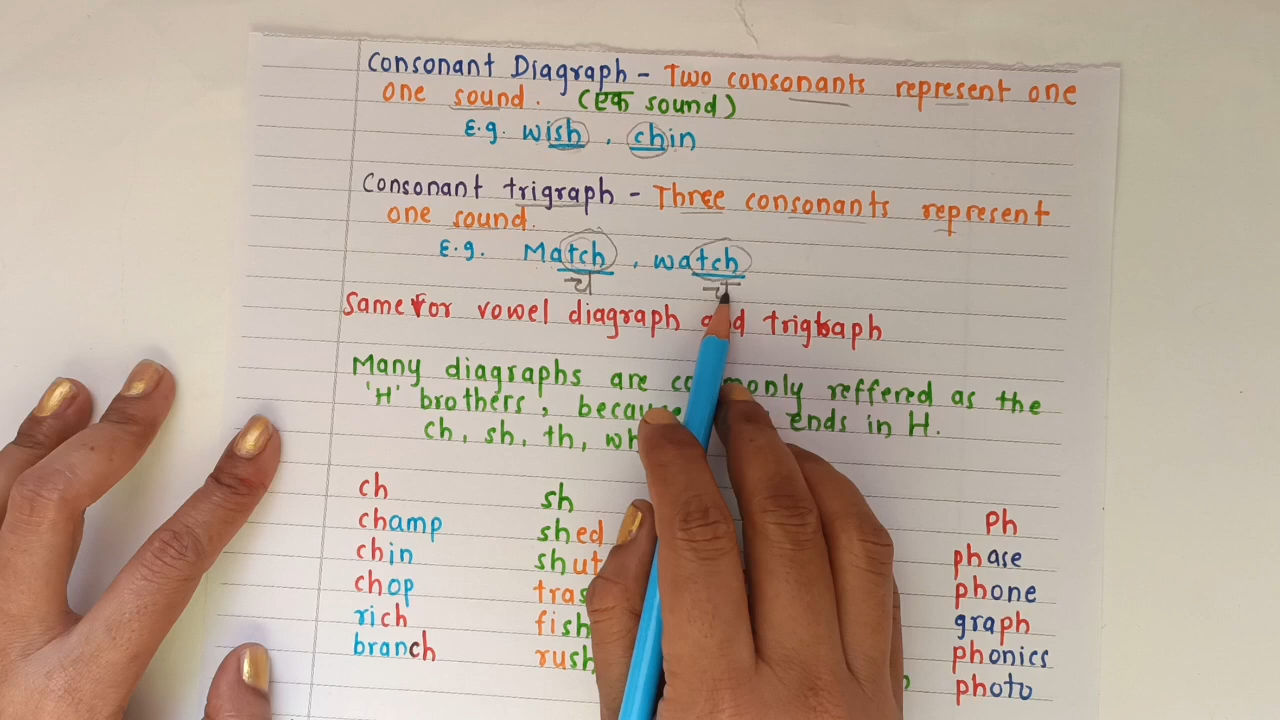 Consonant Diagraph - Two consonants represent one
one sound. (एक sound)
E.g. wish, chin
Consonant trigraph - Three consonants represent
one sound.
E.g. Match, watch
च च
Same for vowel diagraph and trigraph
Many diagraphs are commonly reffered as the
'H' brothers, because ends in H.
ch, sh, th, wh
ch sh Ph
champ shed phase
chin shut phone
chop graph
rich fish phonics
branch rush photo